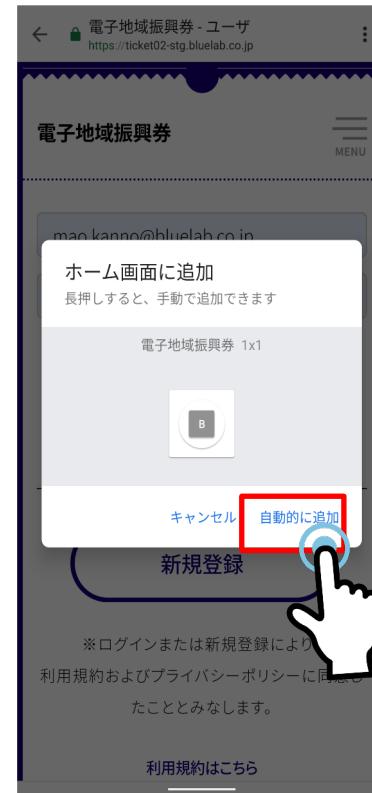 電子地域振興券 - ユーザ
https://ticket02-stg.bluelab.co.jp
電子地域振興券
MENU
mao.kanno@bluelab.co.jp
ホーム画面に追加
長押しすると、手動で追加できます
電子地域振興券 1x1
B
キャンセル 自動的に追加
新規登録
※ログインまたは新規登録により
利用規約およびプライバシーポリシーに同意し
たこととみなします。
利用規約はこちら